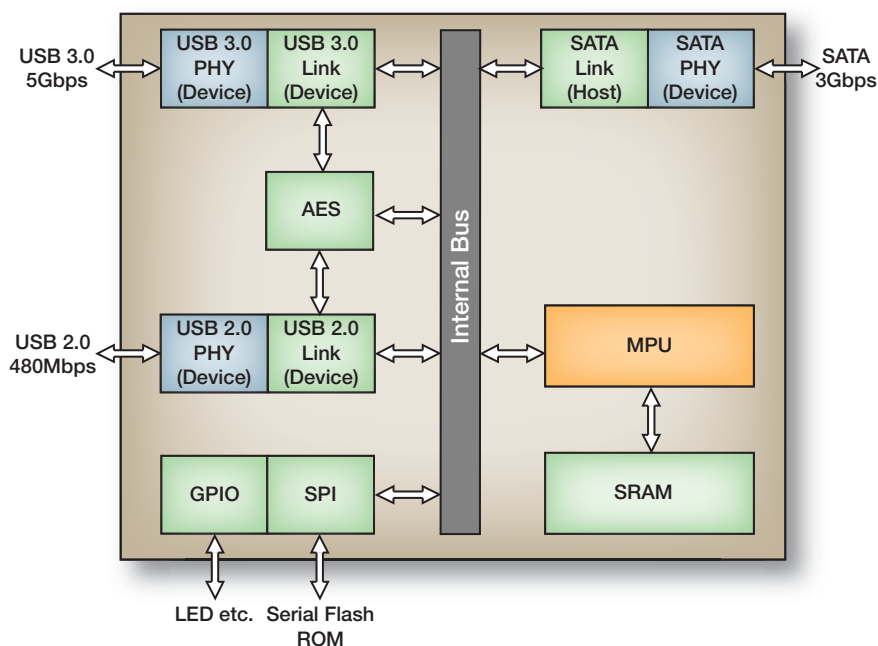 USB 3.0
5Gbps
USB 3.0
PHY
(Device)
USB 3.0
Link
(Device)
SATA
Link
(Host)
SATA
PHY
(Device)
SATA
3Gbps
AES
Internal Bus
USB 2.0
480Mbps
USB 2.0
PHY
(Device)
USB 2.0
Link
(Device)
MPU
GPIO
SPI
SRAM
LED etc.
Serial Flash
ROM